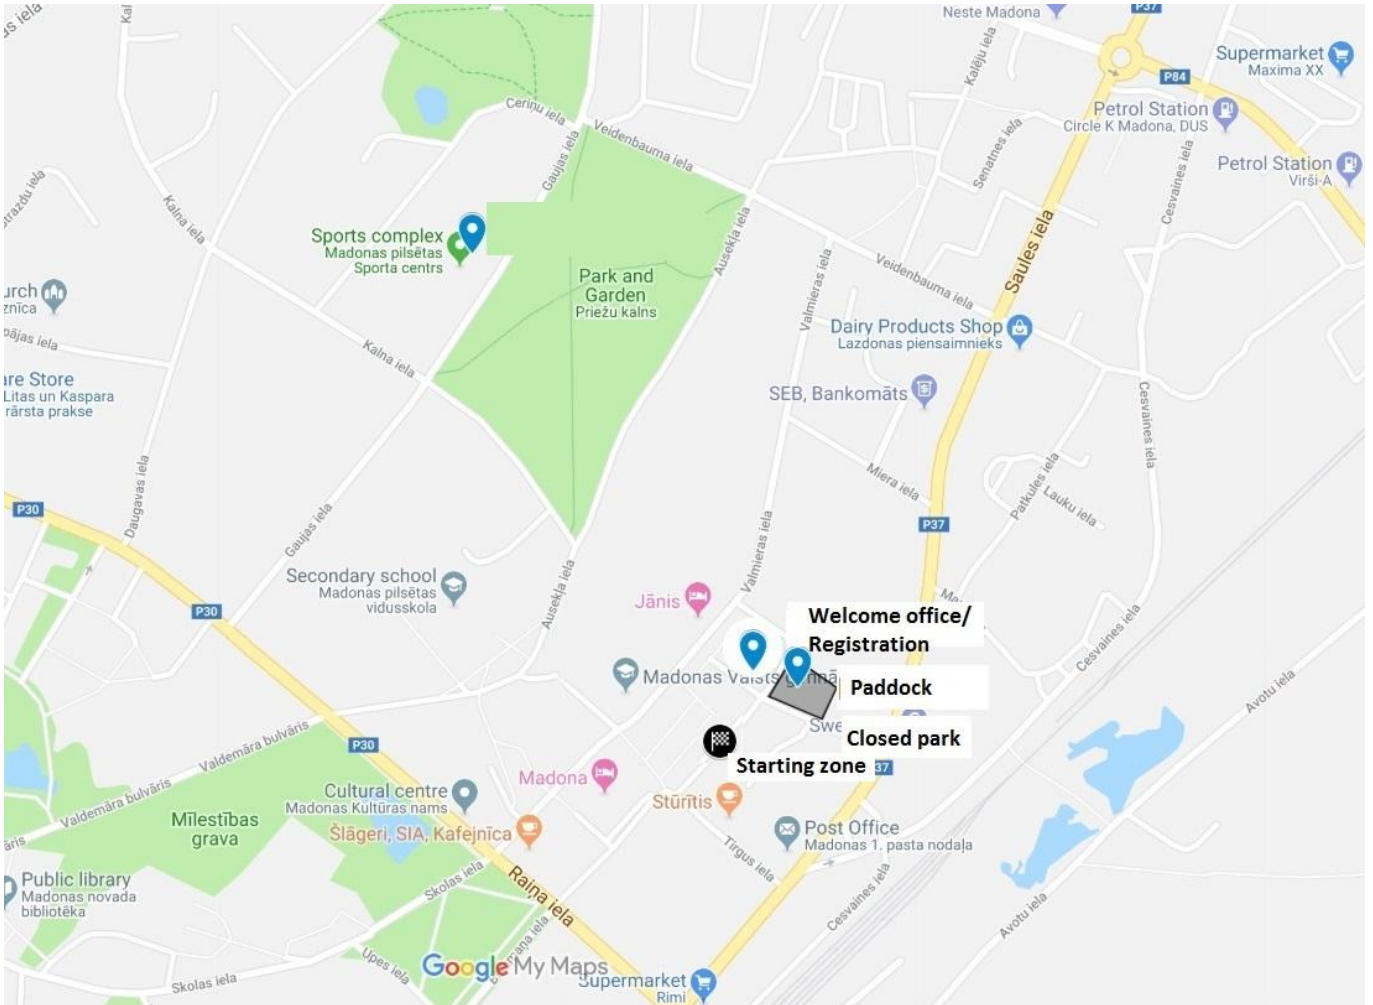 Neste Madona
P37
Supermarket
Maxima XX
P84
Petrol Station
Circle K Madona, DUS
Petrol Station
Virši-A
Kalēju iela
Senatnes iela
Cesvaines iela
Ceriņu iela
Veidenbauma iela
Gaujas iela
Kalna iela
Sports complex
Madonas pilsētas
Sporta centrs
Park and
Garden
Priežu kalns
Ausekļa iela
Valmieras iela
Veidenbauma iela
Saules iela
Dairy Products Shop
Lazdonas piensaimnieks
SEB, Bankomāts
Kalna iela
Cesvaines iela
Miera iela
Patkules iela
Lauku iela
P37
P30
Daugavas iela
Gaujas iela
Valmieras iela
Secondary school
Madonas pilsētas
vidusskola
Ausekļa iela
P30
Jānis
Welcome office/
Registration
Madonas Valsts
Paddock
Closed park
Starting zone
Cesvaines iela
Avotu iela
P30
Valdemāra bulvāris
Valdemāra bulvāris
Madona
Cultural centre
Madonas Kultūras nams
Stūrītis
Šlāgeri, SIA, Kafejnīca
Mīlestības
grava
Post Office
Madonas 1. pasta nodaļa
Tirgus iela
Public library
Madonas novada
bibliotēka
Skolas iela
Raiņa iela
Cesvaines iela
Avotu iela
Upes iela
Skolas iela
Google My Maps
Supermarket
Rimi